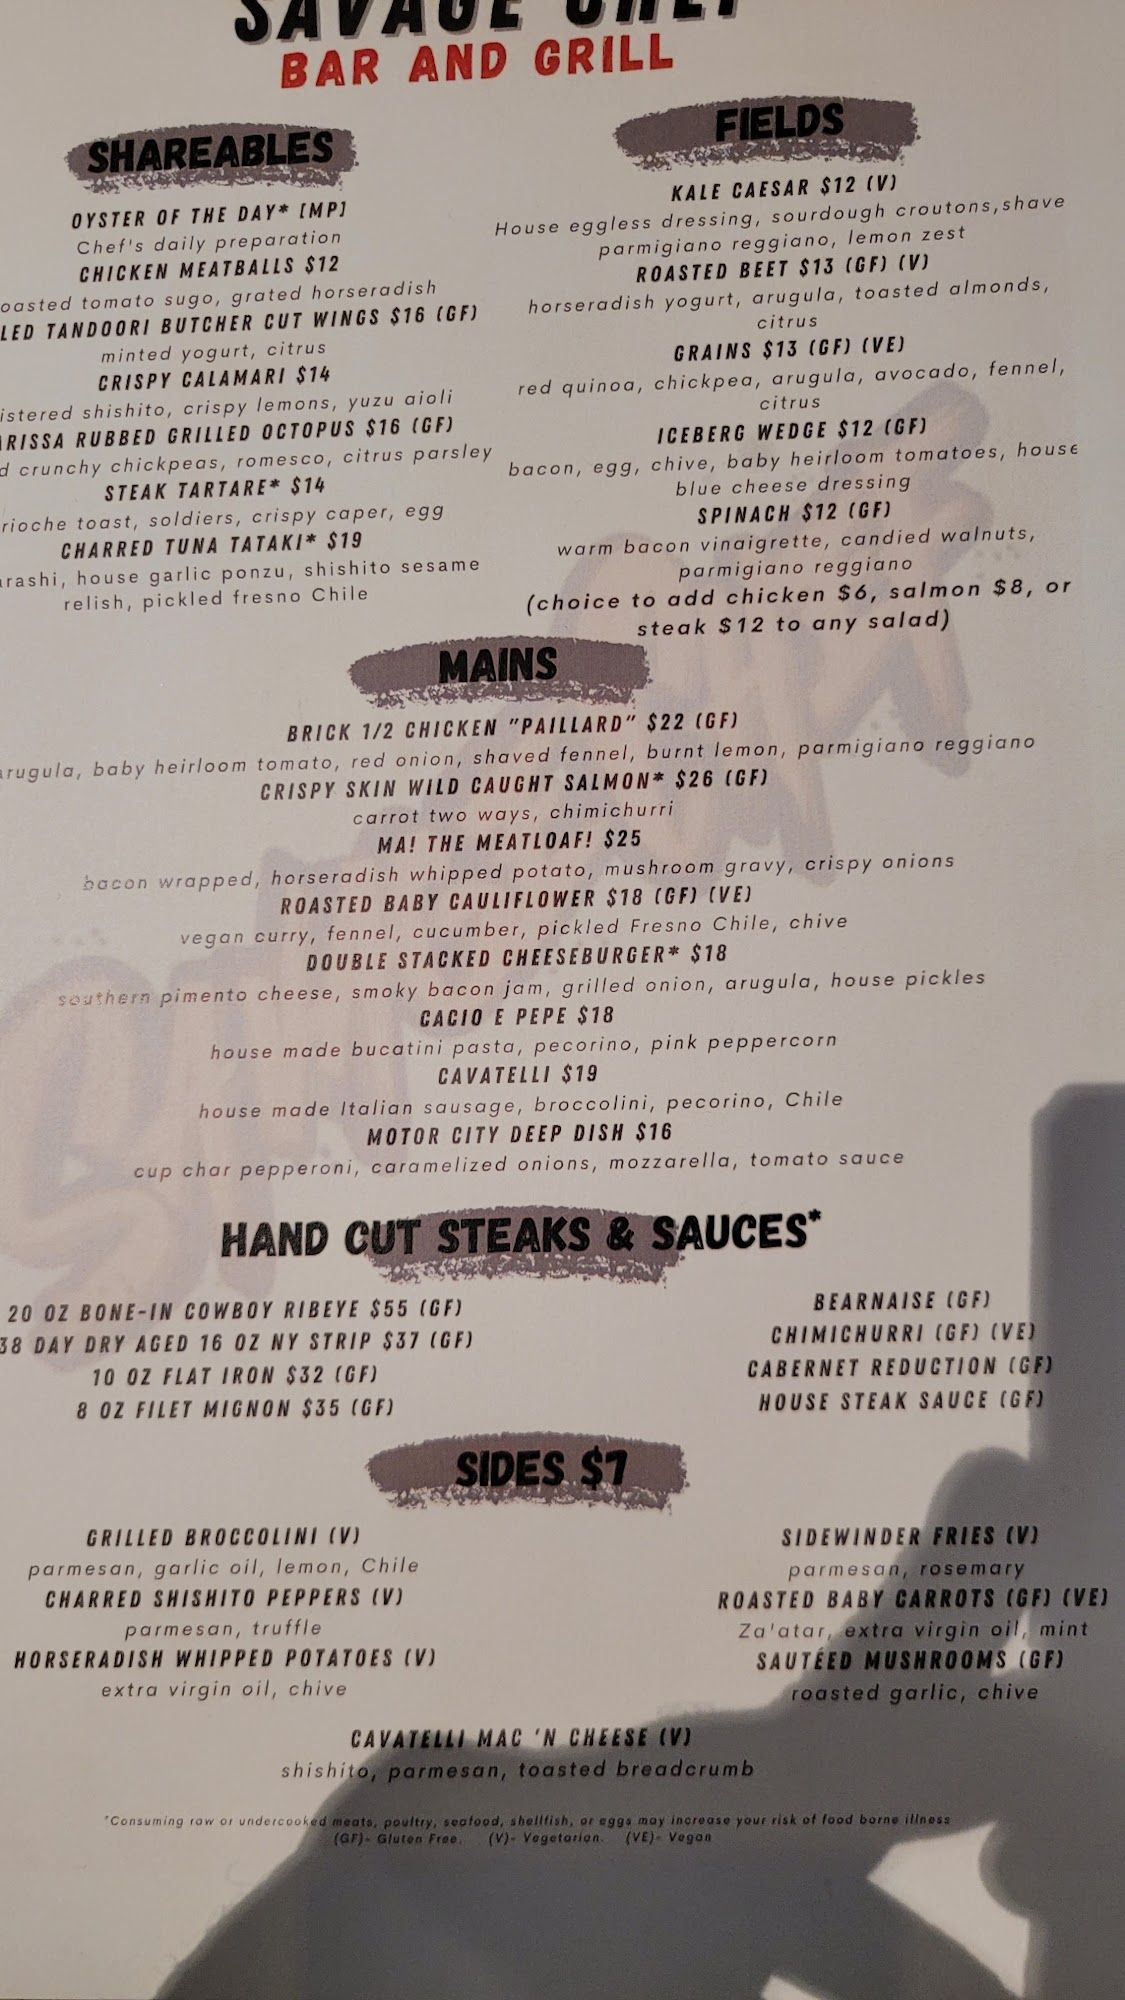 SAVAGE CHEF
BAR AND GRILL
SHAREABLES
OYSTER OF THE DAY* [MP]
Chef's daily preparation
CHICKEN MEATBALLS $12
oasted tomato sugo, grated horseradish
LED TANDOORI BUTCHER CUT WINGS $16 (GF)
minted yogurt, citrus
CRISPY CALAMARI $14
istered shishito, crispy lemons, yuzu aioli
RISSA RUBBED GRILLED OCTOPUS $16 (GF)
d crunchy chickpeas, romesco, citrus parsley
STEAK TARTARE* $14
rioche toast, soldiers, crispy caper, egg
CHARRED TUNA TATAKI* $19
rashi, house garlic ponzu, shishito sesame
relish, pickled fresno Chile
FIELDS
KALE CAESAR $12 (V)
House eggless dressing, sourdough croutons,shave
parmigiano reggiano, lemon zest
ROASTED BEET $13 (GF) (V)
horseradish yogurt, arugula, toasted almonds,
citrus
GRAINS $13 (GF) (VE)
red quinoa, chickpea, arugula, avocado, fennel,
citrus
ICEBERG WEDGE $12 (GF)
bacon, egg, chive, baby heirloom tomatoes, house
blue cheese dressing
SPINACH $12 (GF)
warm bacon vinaigrette, candied walnuts,
parmigiano reggiano
(choice to add chicken $6, salmon $8, or
steak $12 to any salad)
MAINS
BRICK 1/2 CHICKEN "PAILLARD" $22 (GF)
rugula, baby heirloom tomato, red onion, shaved fennel, burnt lemon, parmigiano reggiano
CRISPY SKIN WILD CAUGHT SALMON* $26 (GF)
carrot two ways, chimichurri
MA! THE MEATLOAF! $25
bacon wrapped, horseradish whipped potato, mushroom gravy, crispy onions
ROASTED BABY CAULIFLOWER $18 (GF) (VE)
vegan curry, fennel, cucumber, pickled Fresno Chile, chive
DOUBLE STACKED CHEESEBURGER* $18
southern pimento cheese, smoky bacon jam, grilled onion, arugula, house pickles
CACIO E PEPE $18
house made bucatini pasta, pecorino, pink peppercorn
CAVATELLI $19
house made Italian sausage, broccolini, pecorino, Chile
MOTOR CITY DEEP DISH $16
cup char pepperoni, caramelized onions, mozzarella, tomato sauce
HAND CUT STEAKS & SAUCES*
20 OZ BONE-IN COWBOY RIBEYE $55 (GF)
38 DAY DRY AGED 16 OZ NY STRIP $37 (GF)
10 OZ FLAT IRON $32 (GF)
8 OZ FILET MIGNON $35 (GF)
BEARNAISE (GF)
CHIMICHURRI (GF) (VE)
CABERNET REDUCTION (GF)
HOUSE STEAK SAUCE (GF)
SIDES $7
GRILLED BROCCOLINI (V)
parmesan, garlic oil, lemon, Chile
CHARRED SHISHITO PEPPERS (V)
parmesan, truffle
HORSERADISH WHIPPED POTATOES (V)
extra virgin oil, chive
SIDEWINDER FRIES (V)
parmesan, rosemary
ROASTED BABY CARROTS (GF) (VE)
Za'atar, extra virgin oil, mint
SAUTÉED MUSHROOMS (GF)
roasted garlic, chive
CAVATELLI MAC 'N CHEESE (V)
shishito, parmesan, toasted breadcrumb
*Consuming raw or undercooked meats, poultry, seafood, shellfish, or eggs may increase your risk of food borne illness
(GF)- Gluten Free. (V)- Vegetarian. (VE)- Vegan